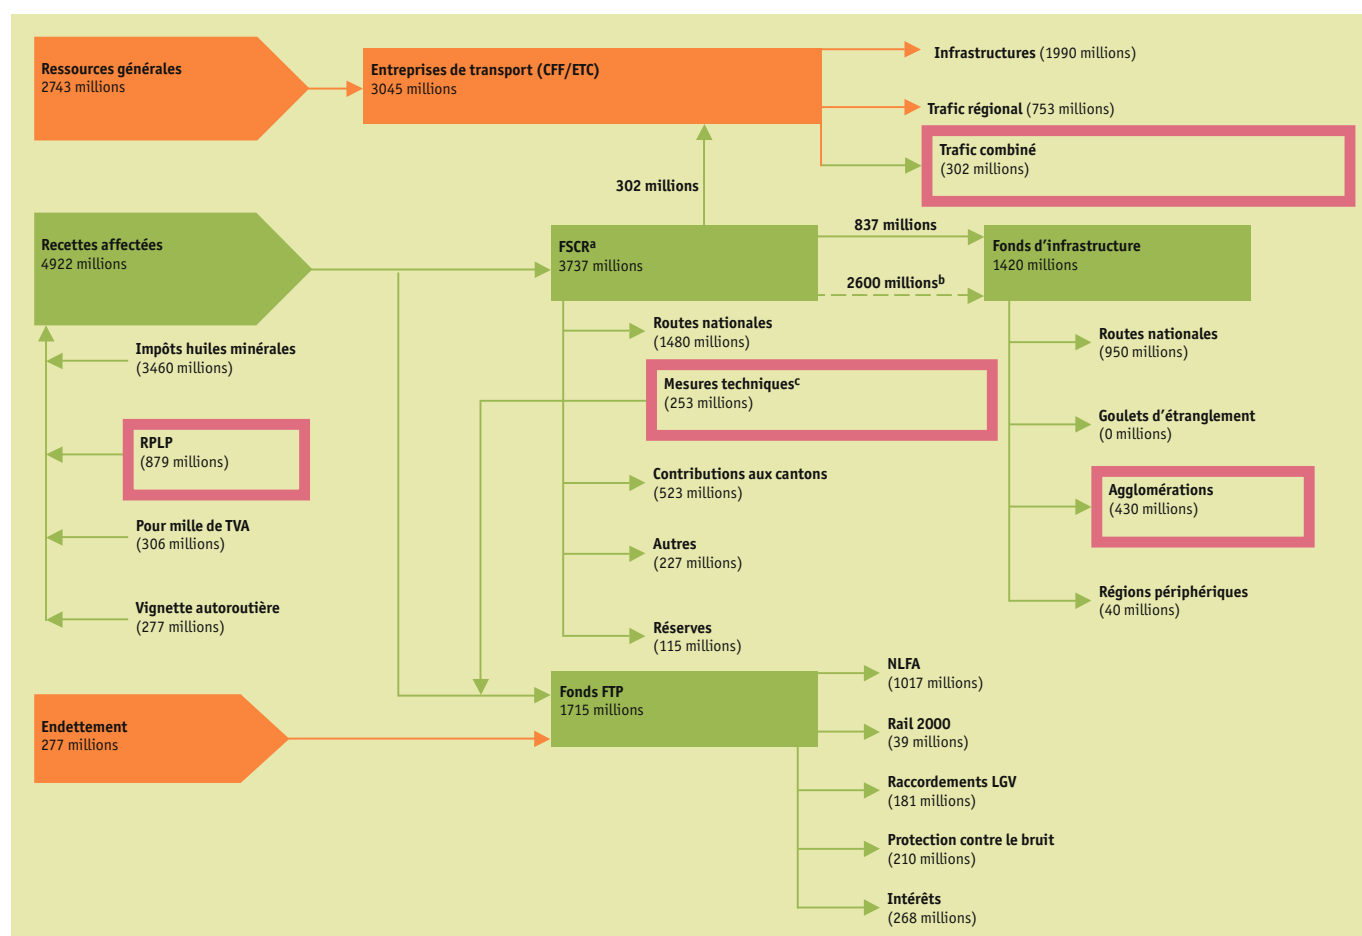 Ressources générales
2743 millions
Entreprises de transport (CFF/ETC)
3045 millions
Infrastructures (1990 millions)
Trafic régional (753 millions)
Trafic combiné
(302 millions)
302 millions
Recettes affectées
4922 millions
FSCRa
3737 millions
837 millions
2600 millionsb
Fonds d'infrastructure
1420 millions
Impôts huiles minérales
(3460 millions)
RPLP
(879 millions)
Pour mille de TVA
(306 millions)
Vignette autoroutière
(277 millions)
Routes nationales
(1480 millions)
Mesures techniquesc
(253 millions)
Contributions aux cantons
(523 millions)
Autres
(227 millions)
Réserves
(115 millions)
Routes nationales
(950 millions)
Goulets d'étranglement
(0 millions)
Agglomérations
(430 millions)
Régions périphériques
(40 millions)
Endettement
277 millions
Fonds FTP
1715 millions
NLFA
(1017 millions)
Rail 2000
(39 millions)
Raccordements LGV
(181 millions)
Protection contre le bruit
(210 millions)
Intérêts
(268 millions)